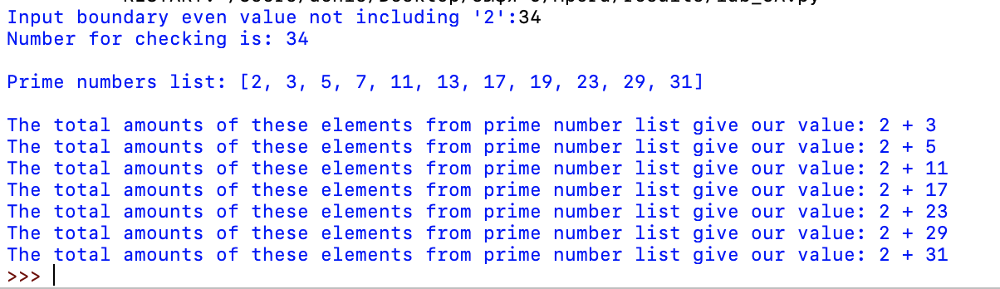 Input boundary even value not including '2':34
Number for checking is: 34
Prime numbers list: [2, 3, 5, 7, 11, 13, 17, 19, 23, 29, 31]
The total amounts of these elements from prime number list give our value: 2 + 3
The total amounts of these elements from prime number list give our value: 2 + 5
The total amounts of these elements from prime number list give our value: 2 + 11
The total amounts of these elements from prime number list give our value: 2 + 17
The total amounts of these elements from prime number list give our value: 2 + 23
The total amounts of these elements from prime number list give our value: 2 + 29
The total amounts of these elements from prime number list give our value: 2 + 31
>>>